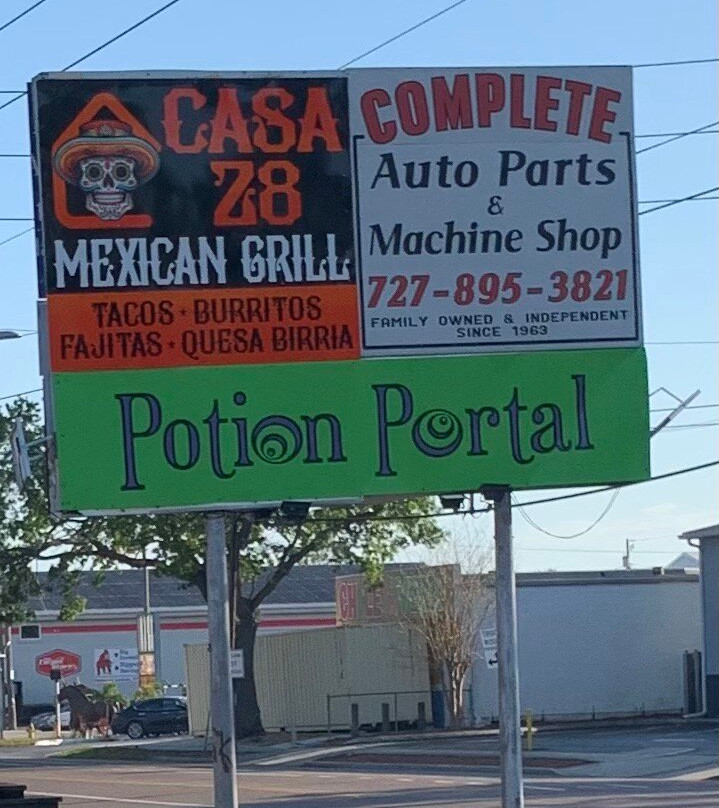 CASA
28
MEXICAN GRILL
TACOS · BURRITOS
FAJITAS · QUESA BIRRIA
COMPLETE
Auto Parts
&
Machine Shop
727-895-3821
FAMILY OWNED & INDEPENDENT
SINCE 1963
Potion Portal